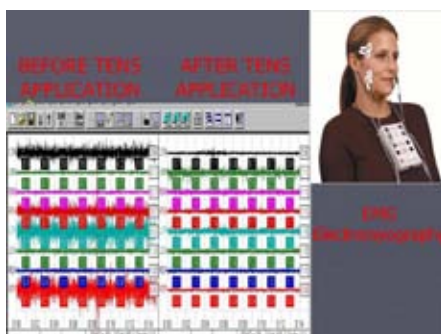 BEFORE TENS
APPLICATION
AFTER TENS
APPLICATION
EMG
Electromyography